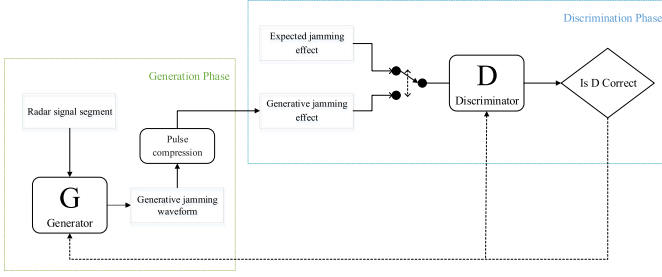 Discrimination Phase
Expected jamming
effect
Generation Phase
D
Discriminator
Is D Correct
Radar signal segment
Generative jamming
effect
Pulse
compression
G
Generator
Generative jamming
waveform